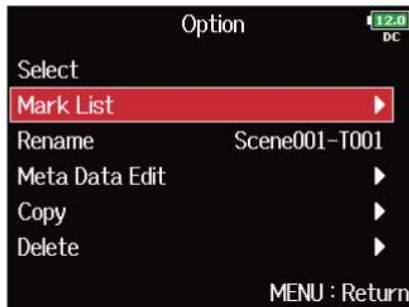 Option
12.0
DC
Select
Mark List
Rename Scene001-T001
Meta Data Edit
Copy
Delete
MENU : Return